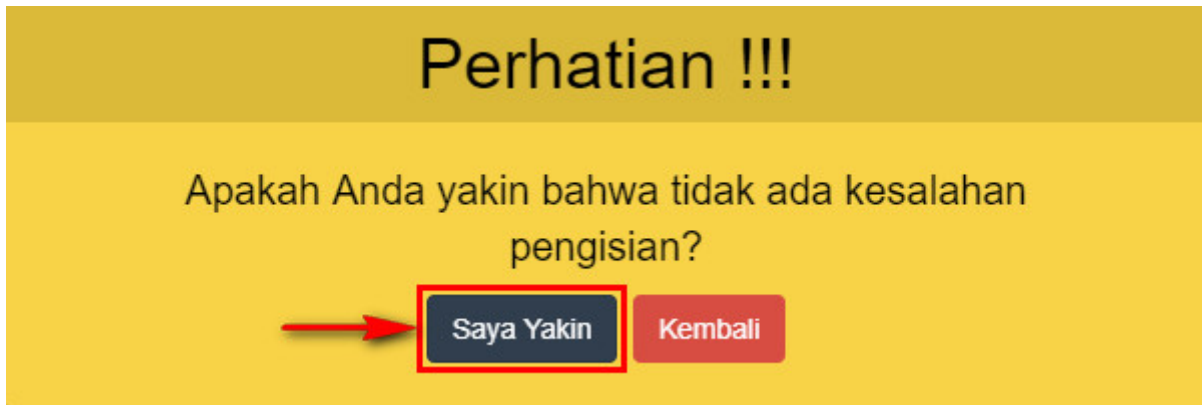 Perhatian !!!
Apakah Anda yakin bahwa tidak ada kesalahan
pengisian?
Saya Yakin Kembali